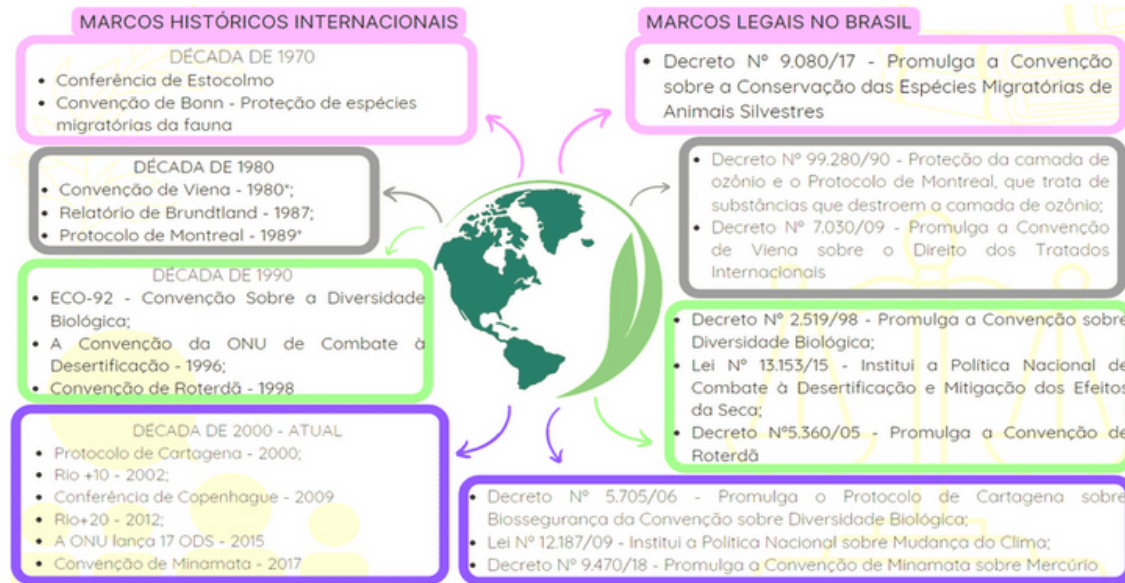 MARCOS HISTÓRICOS INTERNACIONAIS
DÉCADA DE 1970
• Conferência de Estocolmo
• Convenção de Bonn - Proteção de espécies
migratórias da fauna
DÉCADA DE 1980
• Convenção de Viena - 1980*;
• Relatório de Brundtland - 1987;
• Protocolo de Montreal - 1989*
DÉCADA DE 1990
• ECO-92 - Convenção Sobre a Diversidade
Biológica;
• A Convenção da ONU de Combate à
Desertificação - 1996;
• Convenção de Roterdã - 1998
DÉCADA DE 2000 - ATUAL
• Protocolo de Cartagena - 2000;
• Rio +10 - 2002;
• Conferência de Copenhague - 2009
• Rio+20 - 2012;
• A ONU lança 17 ODS - 2015
• Convenção de Minamata - 2017
MARCOS LEGAIS NO BRASIL
• Decreto Nº 9.080/17 - Promulga a Convenção
sobre a Conservação das Espécies Migratórias de
Animais Silvestres
• Decreto Nº 99.280/90 - Proteção da camada de
ozônio e o Protocolo de Montreal, que trata de
substâncias que destroem a camada de ozônio;
• Decreto Nº 7.030/09 - Promulga a Convenção
de Viena sobre o Direito dos Tratados
Internacionais
• Decreto Nº 2.519/98 - Promulga a Convenção sobre
Diversidade Biológica;
• Lei Nº 13.153/15 - Institui a Política Nacional de
Combate à Desertificação e Mitigação dos Efeitos
da Seca;
• Decreto Nº5.360/05 - Promulga a Convenção de
Roterdã
• Decreto Nº 5.705/06 - Promulga o Protocolo de Cartagena sobre
Biossegurança da Convenção sobre Diversidade Biológica;
• Lei Nº 12.187/09 - Institui a Política Nacional sobre Mudança do Clima;
• Decreto Nº 9.470/18 - Promulga a Convenção de Minamata sobre Mercúrio